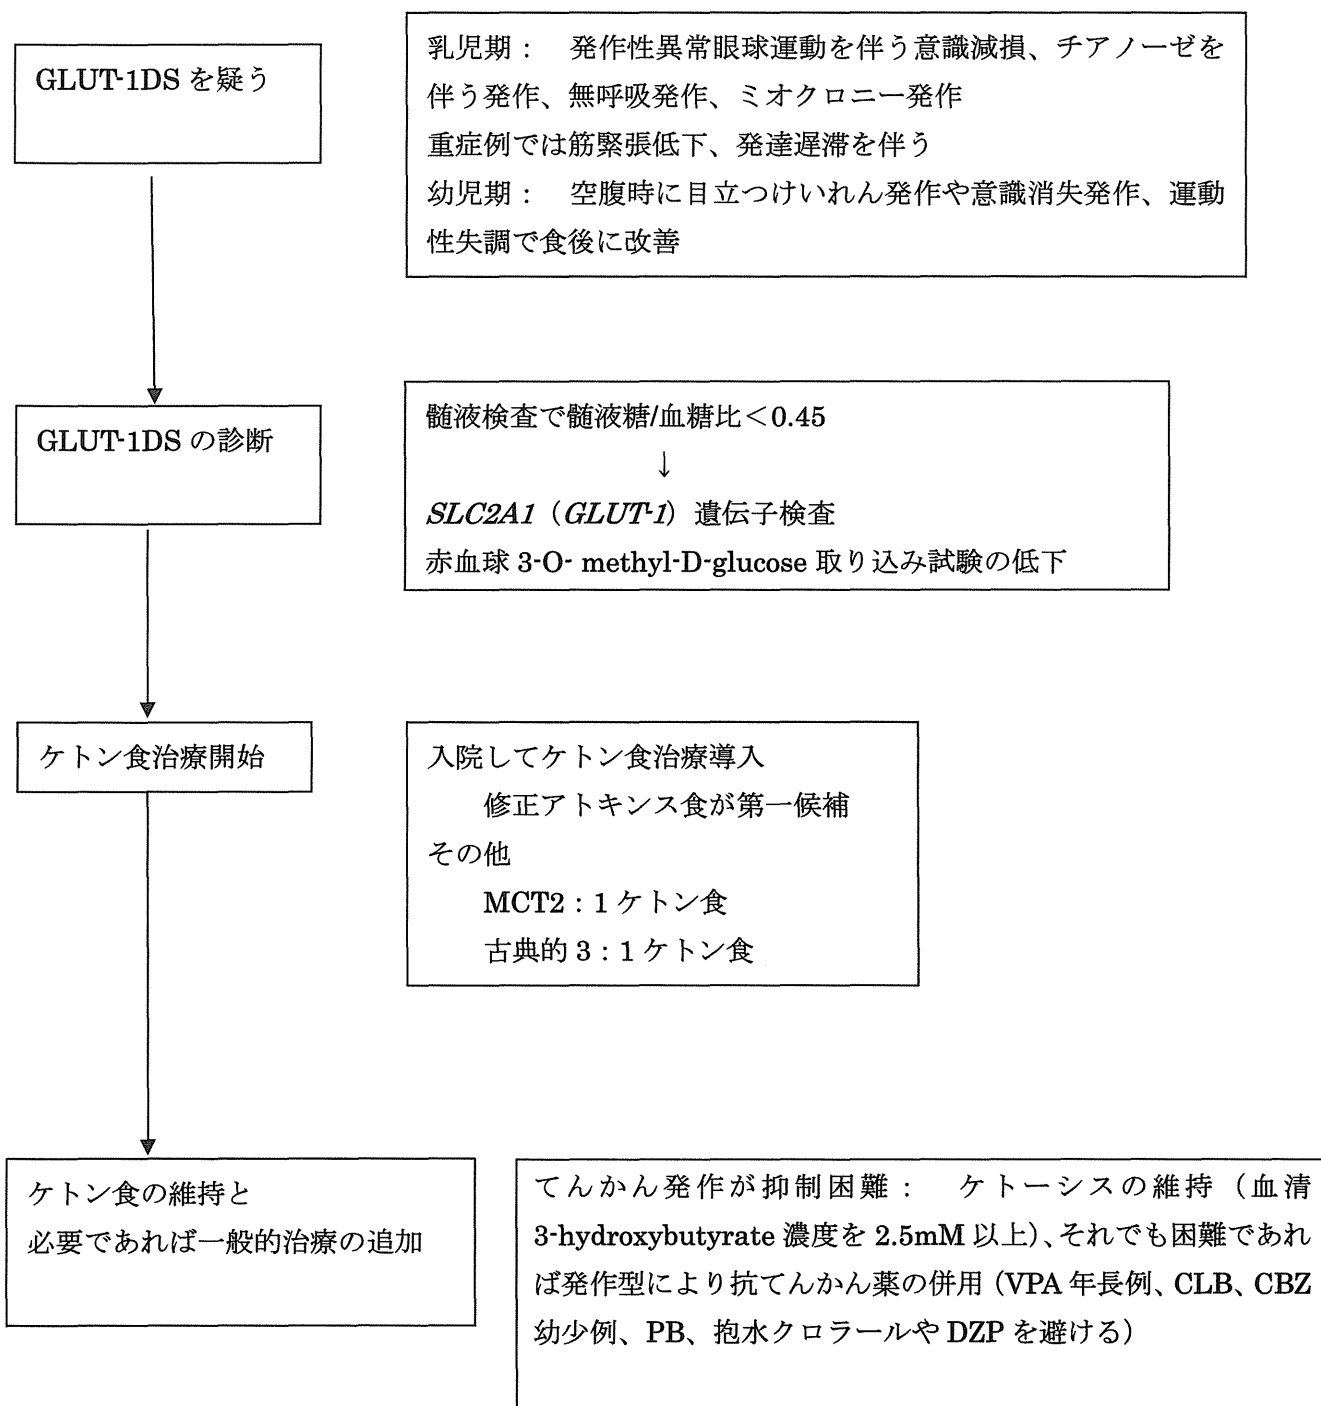 GLUT-1DS を疑う
乳児期： 発作性異常眼球運動を伴う意識減損、チアノーゼを
伴う発作、無呼吸発作、ミオクロニー発作
重症例では筋緊張低下、発達遅滞を伴う
幼児期： 空腹時に目立つけいれん発作や意識消失発作、運動
性失調で食後に改善
GLUT-1DS の診断
髄液検査で髄液糖/血糖比＜0.45
↓
SLC2A1（GLUT-1）遺伝子検査
赤血球 3-O- methyl-D-glucose 取り込み試験の低下
ケトン食治療開始
入院してケトン食治療導入
修正アトキンス食が第一候補
その他
MCT2：1 ケトン食
古典的 3：1 ケトン食
ケトン食の維持と
必要であれば一般的治療の追加
てんかん発作が抑制困難： ケトーシスの維持（血清
3-hydroxybutyrate 濃度を 2.5mM 以上）、それでも困難であれ
ば発作型により抗てんかん薬の併用（VPA 年長例、CLB、CBZ
幼少例、PB、抱水クロラールや DZP を避ける）